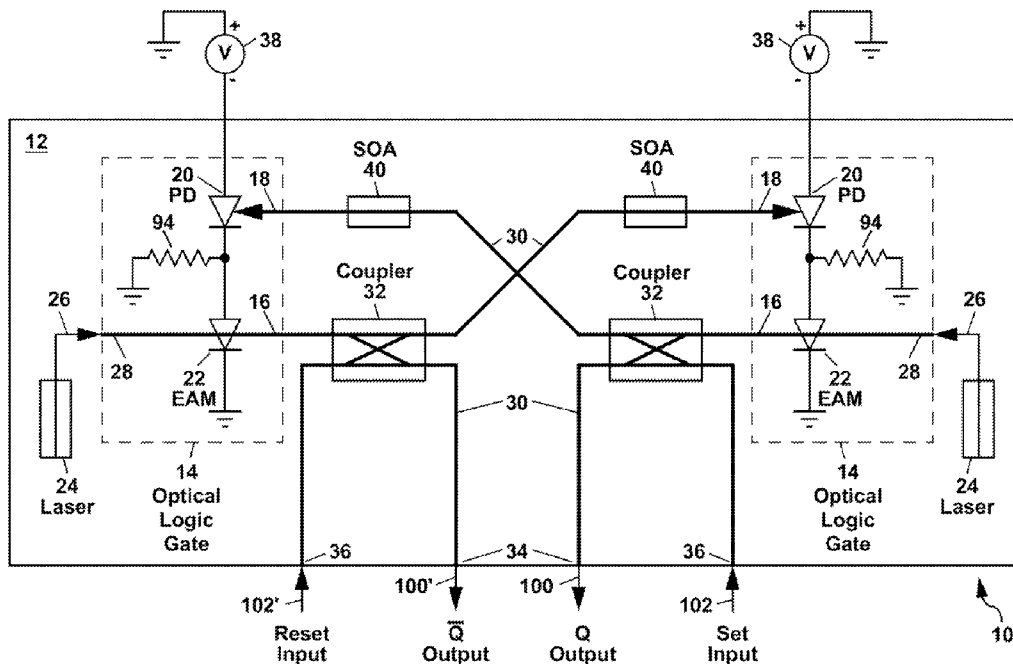 +
V
-
38
38
+
V
-
12
20
PD
18
SOA
40
SOA
40
18
20
PD
94
30
94
Coupler
32
Coupler
32
26
16
16
26
28
22
EAM
22
EAM
28
30
24
Laser
14
Optical
Logic
Gate
14
Optical
Logic
Gate
24
Laser
36
34
36
102'
100'
100
102
10
Reset
Input
Q̅
Output
Q
Output
Set
Input